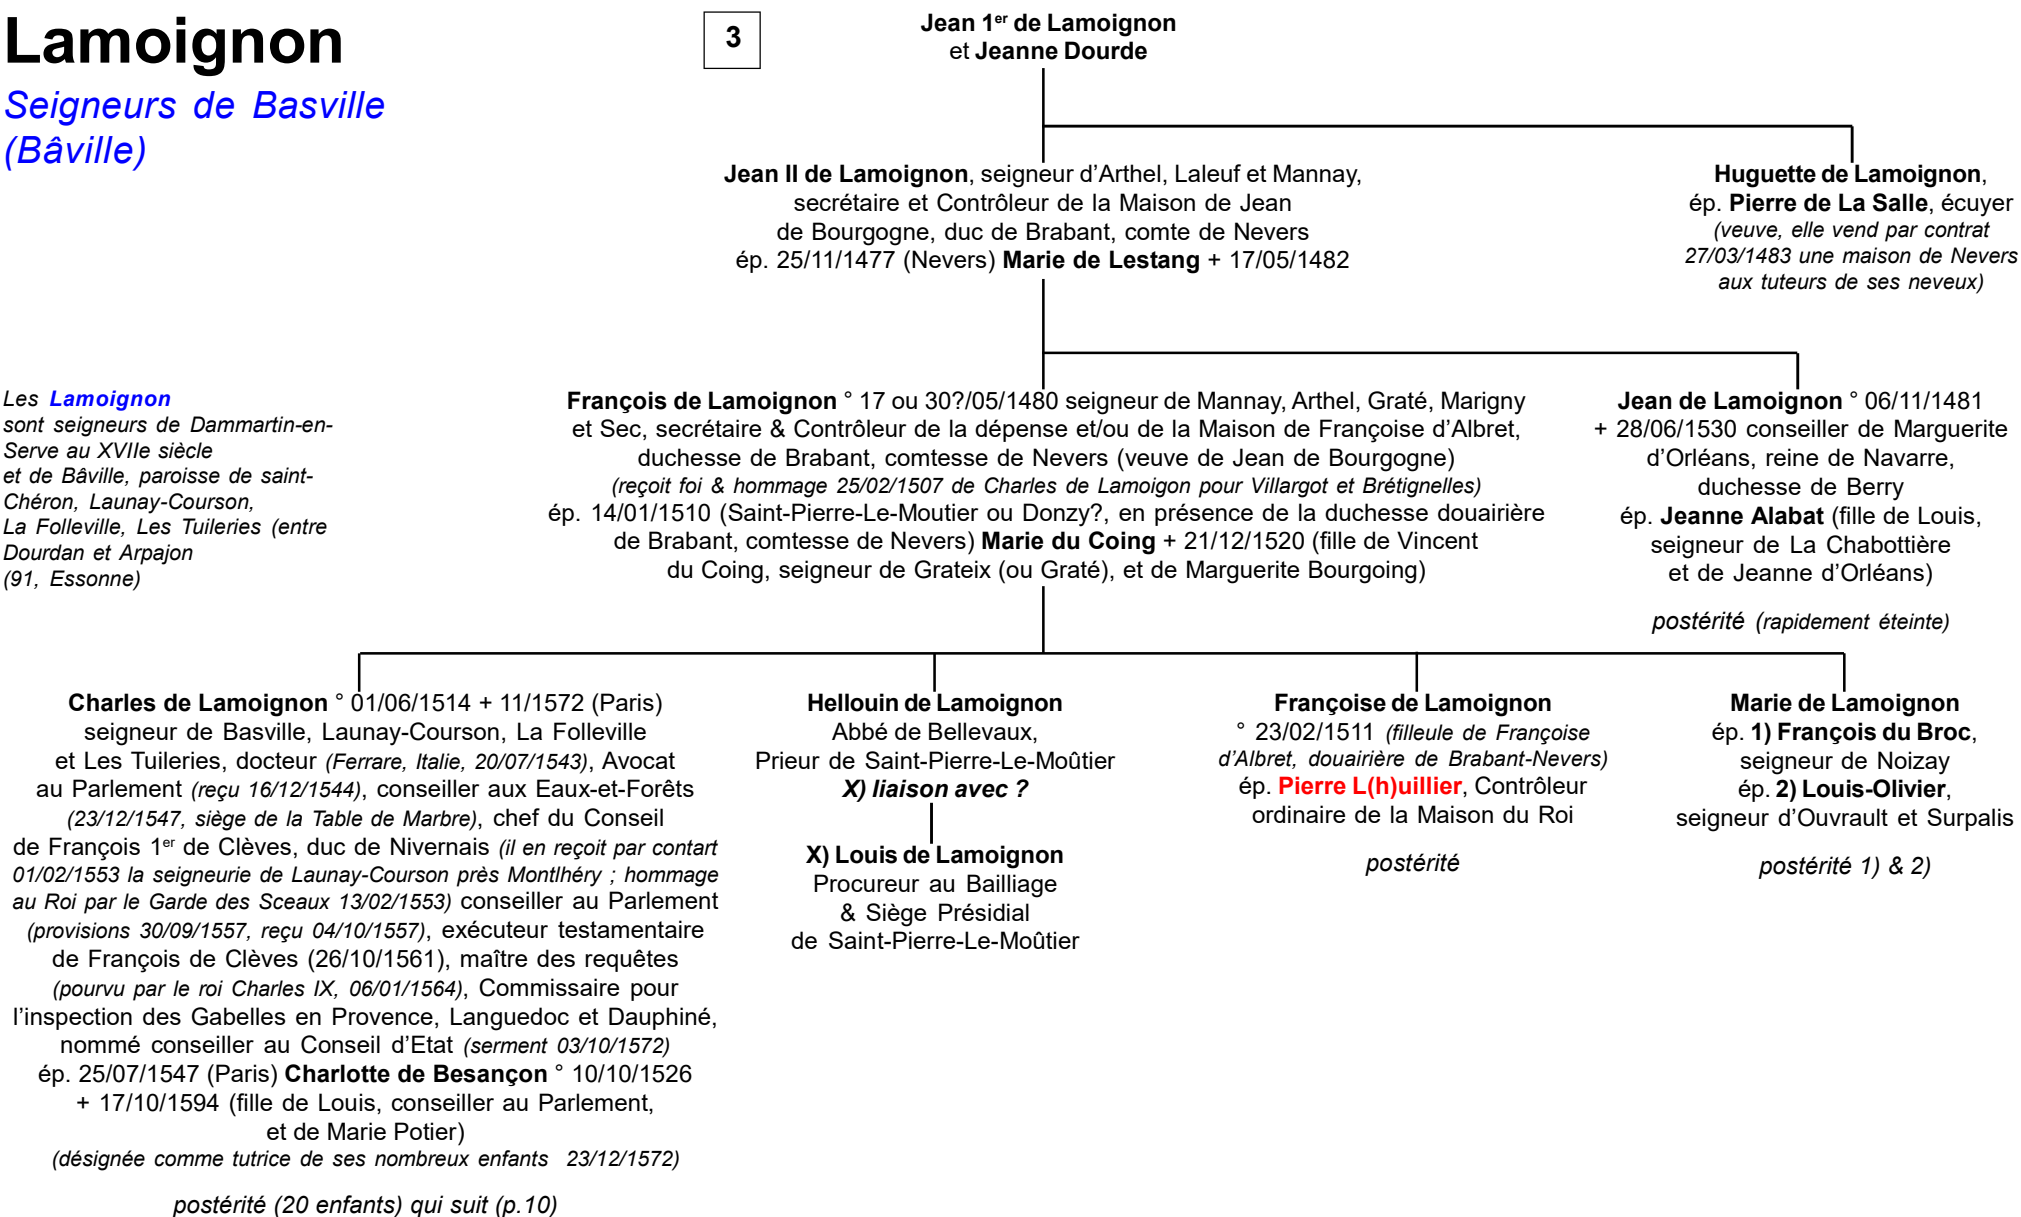 Lamoignon
Seigneurs de Basville
(Bâville)
3
Jean 1er de Lamoignon
et Jeanne Dourde
Jean II de Lamoignon, seigneur d’Arthel, Laleuf et Mannay,
secrétaire et Contrôleur de la Maison de Jean
de Bourgogne, duc de Brabant, comte de Nevers
ép. 25/11/1477 (Nevers) Marie de Lestang + 17/05/1482
Huguette de Lamoignon,
ép. Pierre de La Salle, écuyer
(veuve, elle vend par contrat
27/03/1483 une maison de Nevers
aux tuteurs de ses neveux)
Les Lamoignon
sont seigneurs de Dammartin-en-
Serve au XVIIe siècle
et de Bâville, paroisse de saint-
Chéron, Launay-Courson,
La Folleville, Les Tuileries (entre
Dourdan et Arpajon
(91, Essonne)
François de Lamoignon ° 17 ou 30?/05/1480 seigneur de Mannay, Arthel, Graté, Marigny
et Sec, secrétaire & Contrôleur de la dépense et/ou de la Maison de Françoise d’Albret,
duchesse de Brabant, comtesse de Nevers (veuve de Jean de Bourgogne)
(reçoit foi & hommage 25/02/1507 de Charles de Lamoigon pour Villargot et Brétignelles)
ép. 14/01/1510 (Saint-Pierre-Le-Moutier ou Donzy?, en présence de la duchesse douairière
de Brabant, comtesse de Nevers) Marie du Coing + 21/12/1520 (fille de Vincent
du Coing, seigneur de Grateix (ou Graté), et de Marguerite Bourgoing)
Jean de Lamoignon ° 06/11/1481
+ 28/06/1530 conseiller de Marguerite
d’Orléans, reine de Navarre,
duchesse de Berry
ép. Jeanne Alabat (fille de Louis,
seigneur de La Chabottière
et de Jeanne d’Orléans)
postérité (rapidement éteinte)
Charles de Lamoignon ° 01/06/1514 + 11/1572 (Paris)
seigneur de Basville, Launay-Courson, La Folleville
et Les Tuileries, docteur (Ferrare, Italie, 20/07/1543), Avocat
au Parlement (reçu 16/12/1544), conseiller aux Eaux-et-Forêts
(23/12/1547, siège de la Table de Marbre), chef du Conseil
de François 1er de Clèves, duc de Nivernais (il en reçoit par contart
01/02/1553 la seigneurie de Launay-Courson près Montlhéry ; hommage
au Roi par le Garde des Sceaux 13/02/1553) conseiller au Parlement
(provisions 30/09/1557, reçu 04/10/1557), exécuteur testamentaire
de François de Clèves (26/10/1561), maître des requêtes
(pourvu par le roi Charles IX, 06/01/1564), Commissaire pour
l’inspection des Gabelles en Provence, Languedoc et Dauphiné,
nommé conseiller au Conseil d’Etat (serment 03/10/1572)
ép. 25/07/1547 (Paris) Charlotte de Besançon ° 10/10/1526
+ 17/10/1594 (fille de Louis, conseiller au Parlement,
et de Marie Potier)
(désignée comme tutrice de ses nombreux enfants 23/12/1572)
postérité (20 enfants) qui suit (p.10)
Hellouin de Lamoignon
Abbé de Bellevaux,
Prieur de Saint-Pierre-Le-Moûtier
X) liaison avec ?
X) Louis de Lamoignon
Procureur au Bailliage
& Siège Présidial
de Saint-Pierre-Le-Moûtier
Françoise de Lamoignon
° 23/02/1511 (filleule de Françoise
d’Albret, douairière de Brabant-Nevers)
ép. Pierre L(h)uillier, Contrôleur
ordinaire de la Maison du Roi
postérité
Marie de Lamoignon
ép. 1) François du Broc,
seigneur de Noizay
ép. 2) Louis-Olivier,
seigneur d’Ouvrault et Surpalis
postérité 1) & 2)